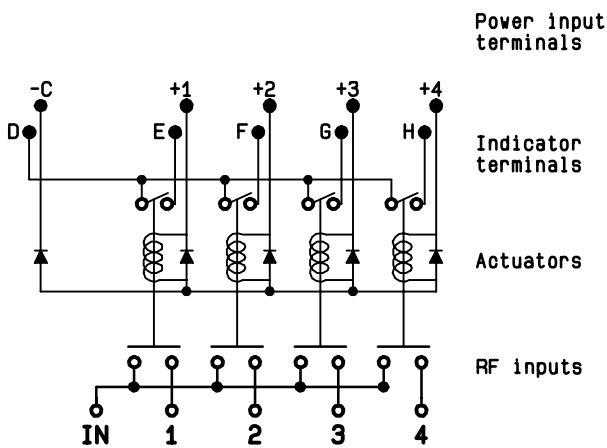 Power input
terminals
-C +1 +2 +3 +4
D E F G H
Indicator
terminals
Actuators
RF inputs
IN 1 2 3 4